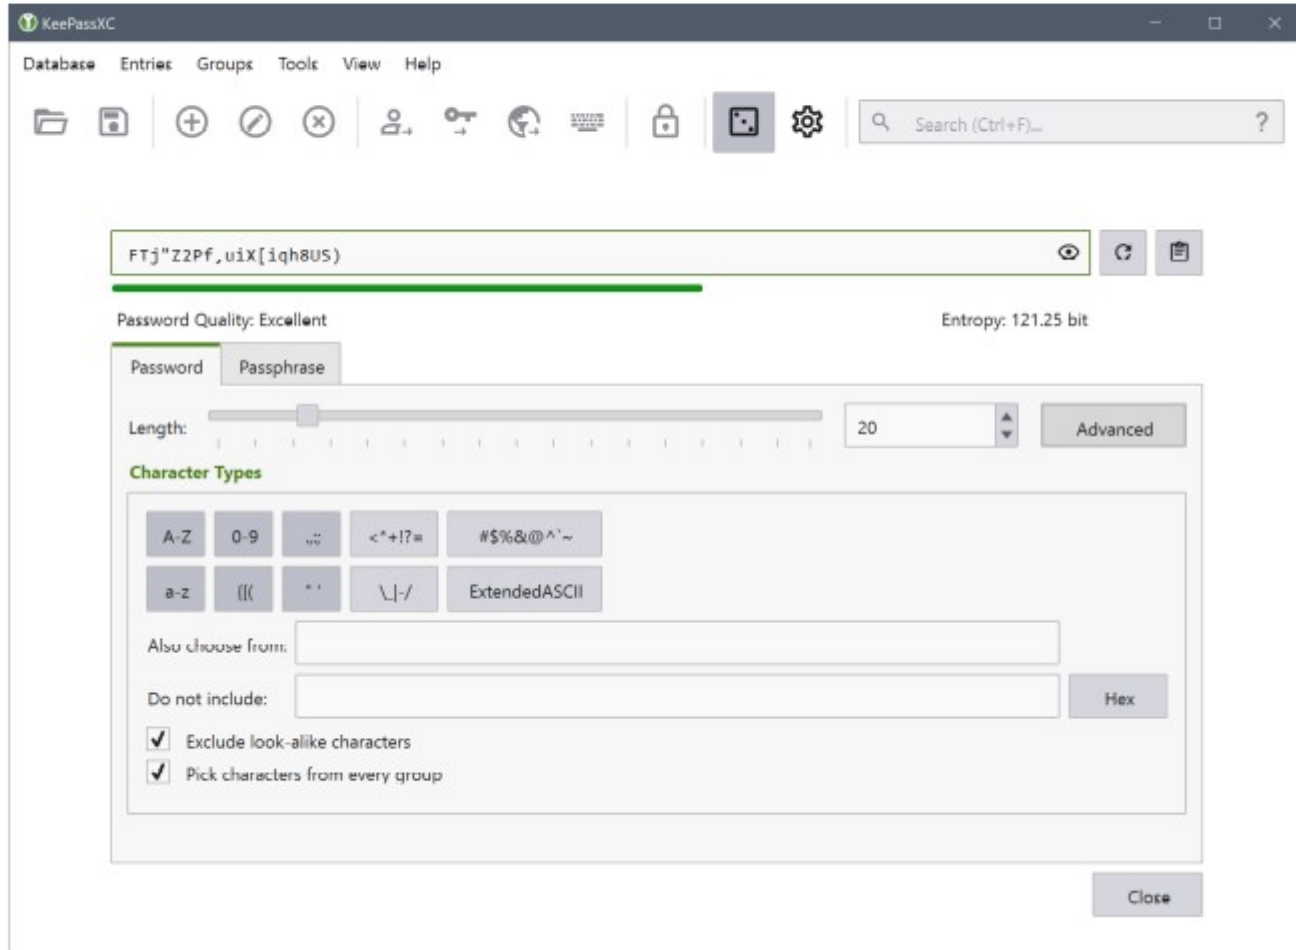 KeePassXC
Database Entries Groups Tools View Help
Search (Ctrl+F)... ?
FTj"Z2Pf,uiX[iqh8US)
Password Quality: Excellent Entropy: 121.25 bit
Password Passphrase
Length: 20 Advanced
Character Types
A-Z 0-9 .,:; <*+!?= #$%&@^`~
a-z {[( " ' \_|-/ ExtendedASCII
Also choose from:
Do not include: Hex
Exclude look-alike characters
Pick characters from every group
Close